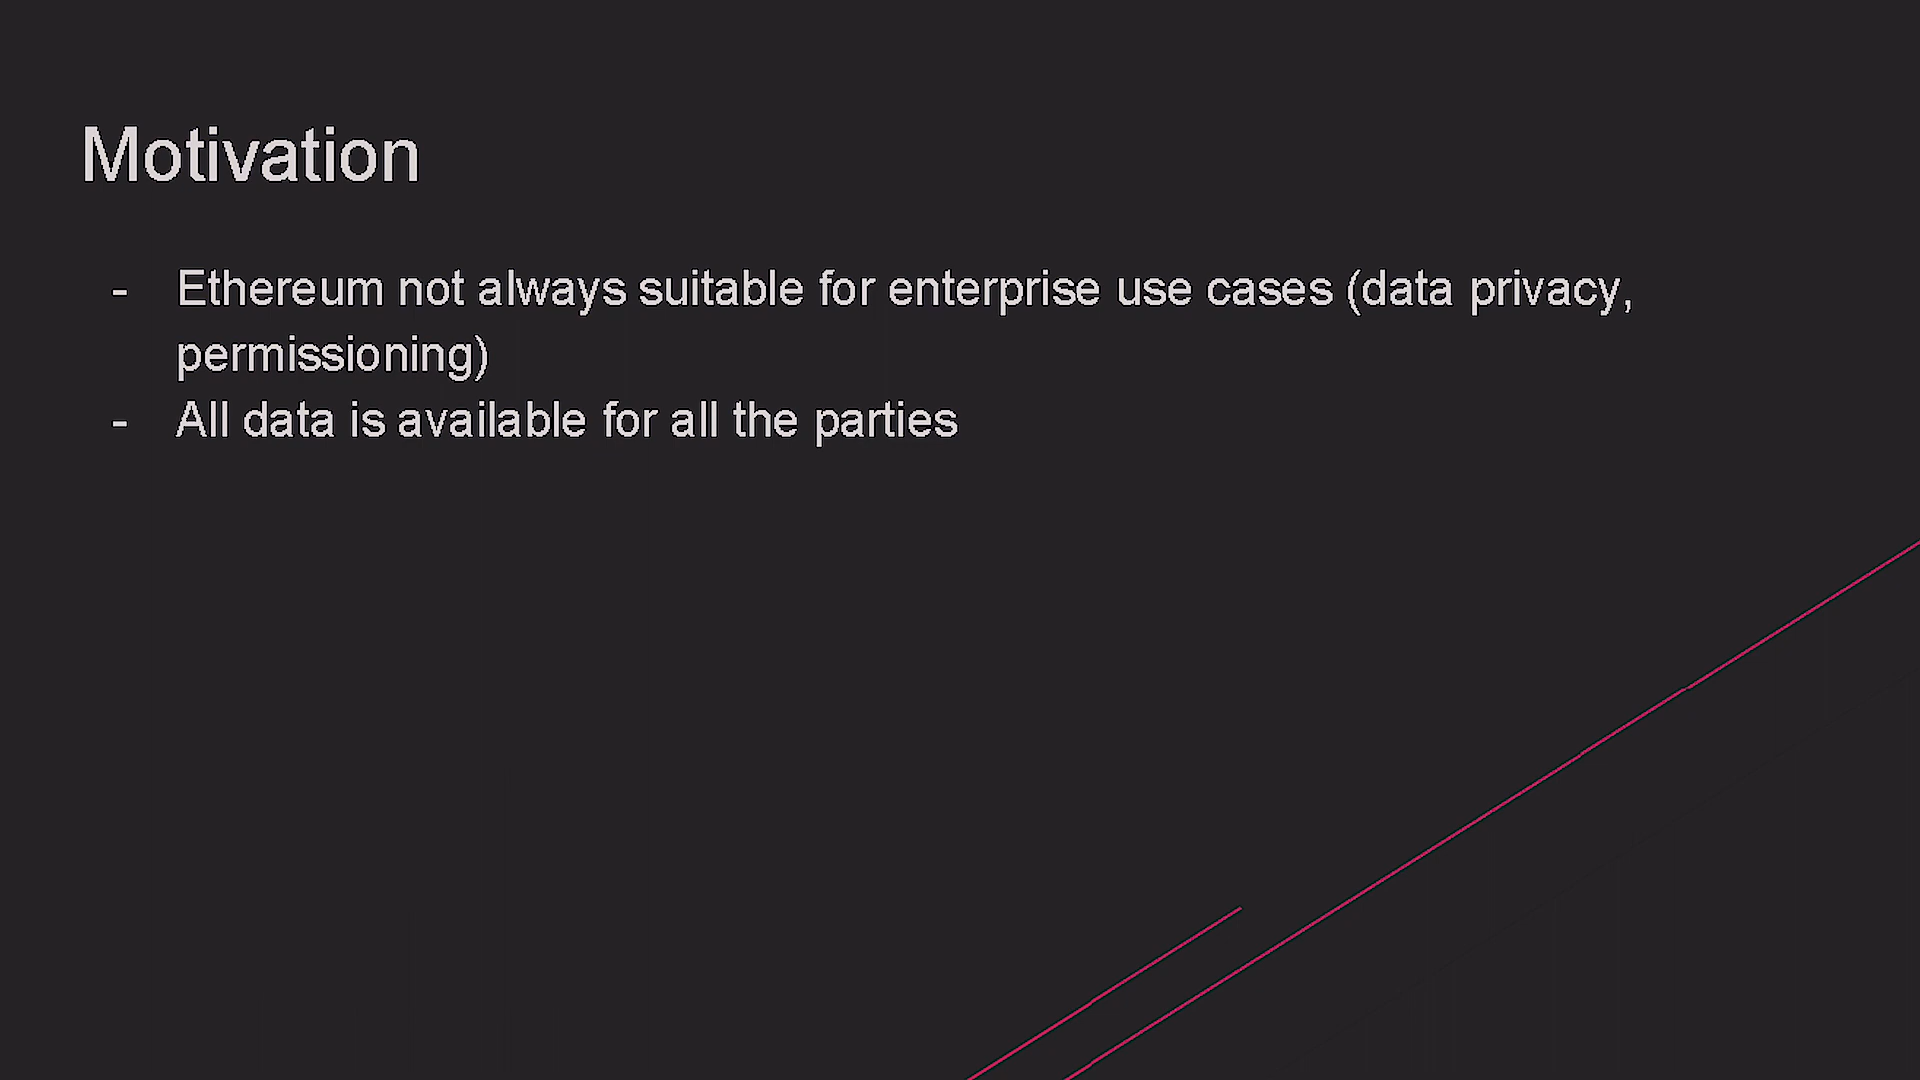 Motivation
- Ethereum not always suitable for enterprise use cases (data privacy,
permissioning)
- All data is available for all the parties